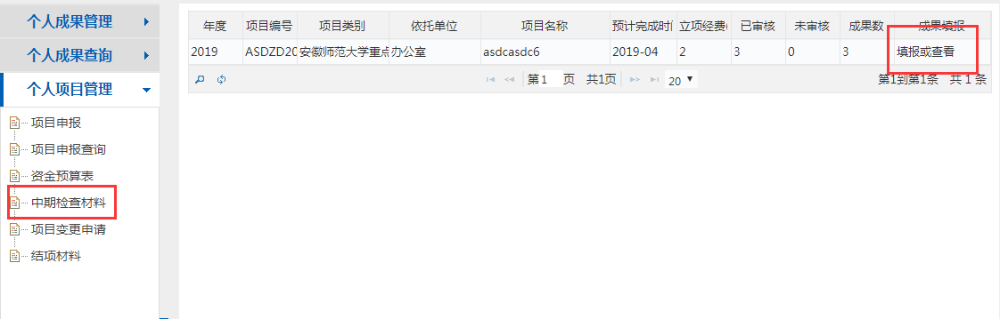 个人成果管理
个人成果查询
个人项目管理
项目申报
项目申报查询
资金预算表
中期检查材料
项目变更申请
结项材料
年度 项目编号 项目类别 依托单位 项目名称 预计完成时间 立项经费( 已审核 未审核 成果数 成果填报
2019 ASDZD20 安徽师范大学重点 办公室 asdcasdc6 2019-04 2 3 0 3 填报或查看
第 1 页 共1页 20 第1到第1条 共 1 条